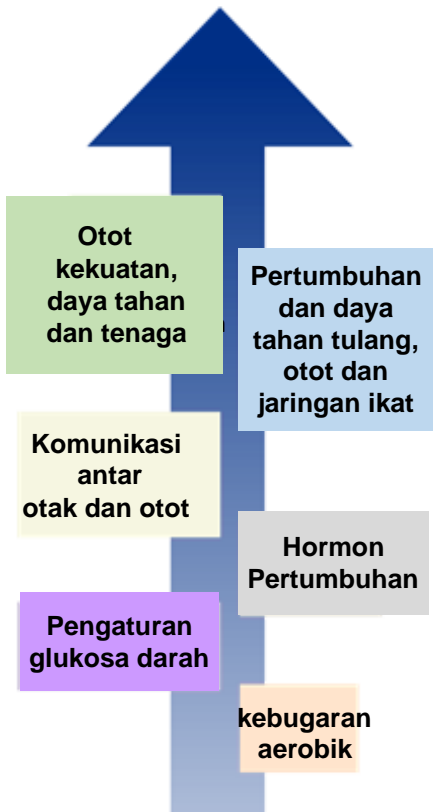 Otot
kekuatan,
daya tahan
dan tenaga
Pertumbuhan
dan daya
tahan tulang,
otot dan
jaringan ikat
Komunikasi
antar
otak dan otot
Hormon
Pertumbuhan
Pengaturan
glukosa darah
kebugaran
aerobik